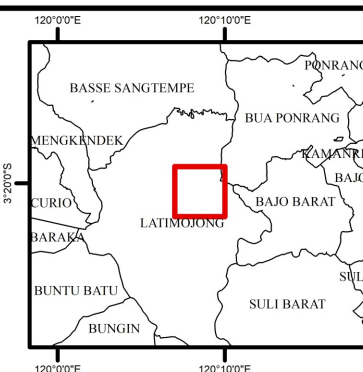 120°0'0"E 120°10'0"E
PONRANG
BASSE SANGTEMPE
BUA PONRANG
MENGKENDEK
KAMANRE
BAJO
3°20'0"S
CURIO
BAJO BARAT
LATIMOJONG
BARAKA
SUL
BUNTU BATU
SULI BARAT
BUNGIN
120°0'0"E 120°10'0"E